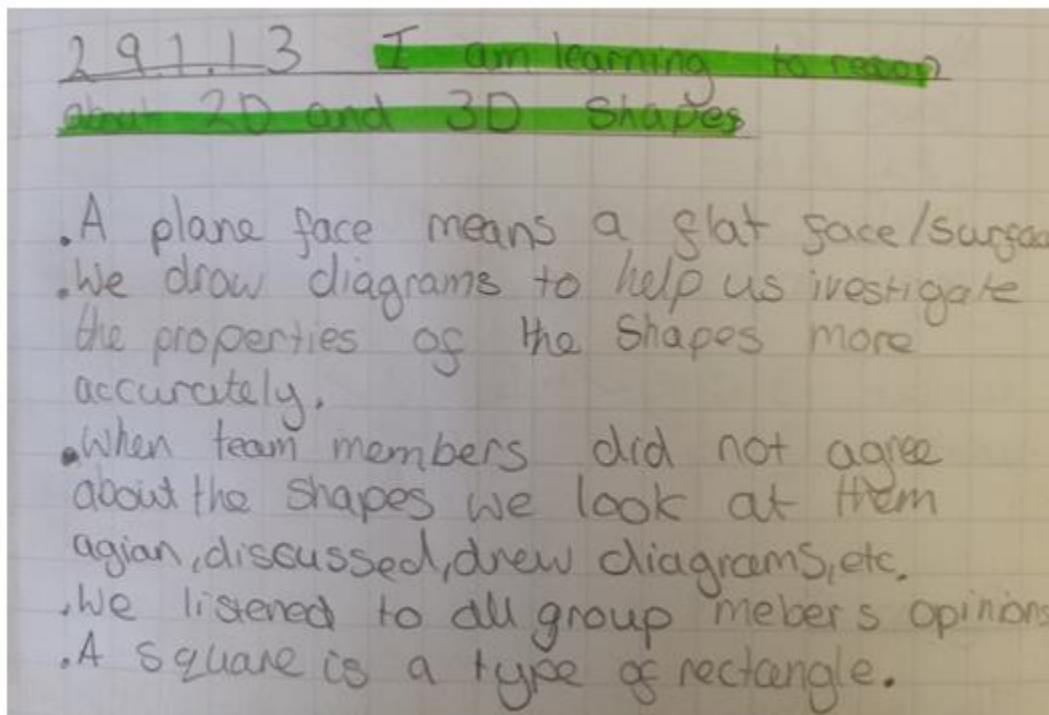 29.1.13 I am learning to reason
about 2D and 3D Shapes
.A plane face means a flat face/surfac
.We draw diagrams to help us ivestigate
the properties of the Shapes more
accurately.
.When team members did not agree
about the shapes we look at them
agian, discussed, drew diagrams, etc.
.We listened to all group mebers opinions
.A square is a type of rectangle.